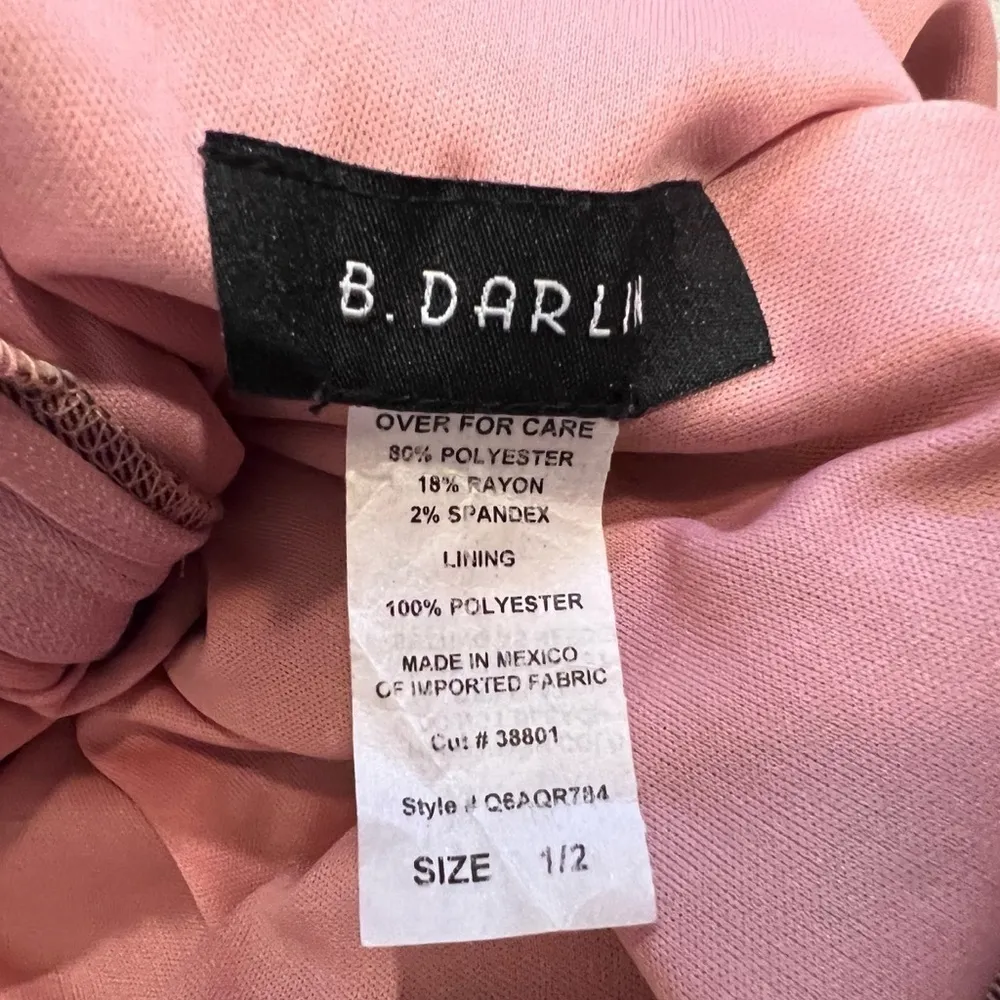 B. DARLIN
OVER FOR CARE
80% POLYESTER
18% RAYON
2% SPANDEX
LINING
100% POLYESTER
MADE IN MEXICO
OF IMPORTED FABRIC
Cut # 38801
Style # Q6AQR784
SIZE 1/2